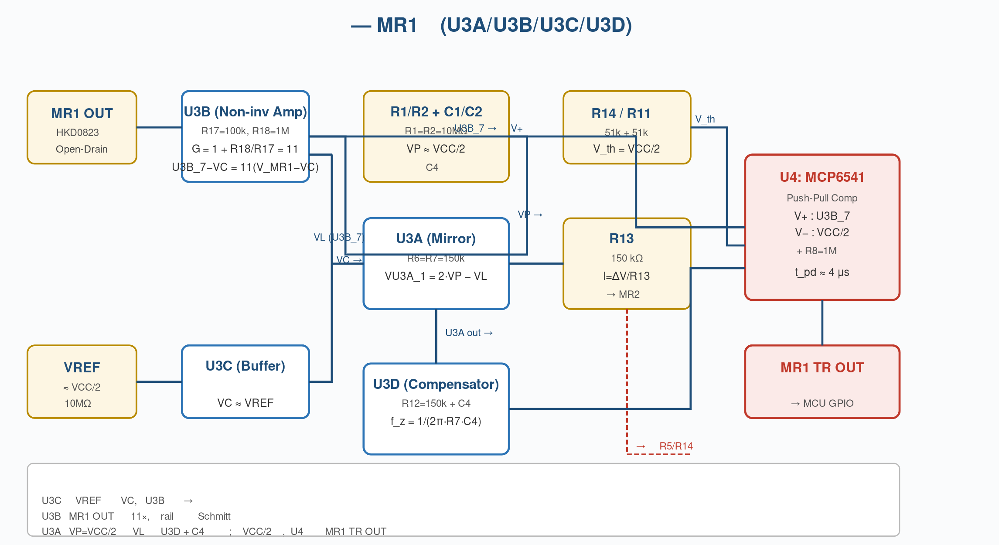 — MR1 (U3A/U3B/U3C/U3D)
MR1 OUT
HKD0823
Open-Drain
U3B (Non-inv Amp)
R17=100k, R18=1M
G = 1 + R18/R17 = 11
U3B_7−VC = 11(V_MR1−VC)
R1/R2 + C1/C2
R1=R2=10MΩ
VP ≈ VCC/2
C4
U3B_7 → V+
R14 / R11
51k + 51k
V_th = VCC/2
V_th
U4: MCP6541
Push-Pull Comp
V+ : U3B_7
V− : VCC/2
+ R8=1M
t_pd ≈ 4 µs
VP →
VL (U3B_7)
VC →
U3A (Mirror)
R6=R7=150k
VU3A_1 = 2·VP − VL
R13
150 kΩ
I=ΔV/R13
→ MR2
U3A out →
VREF
≈ VCC/2
10MΩ
U3C (Buffer)
VC ≈ VREF
U3D (Compensator)
R12=150k + C4
f_z = 1/(2π·R7·C4)
MR1 TR OUT
→ MCU GPIO
→ R5/R14
U3C VREF VC, U3B →
U3B MR1 OUT 11×, rail Schmitt
U3A VP=VCC/2 VL U3D + C4 ; VCC/2 , U4 MR1 TR OUT